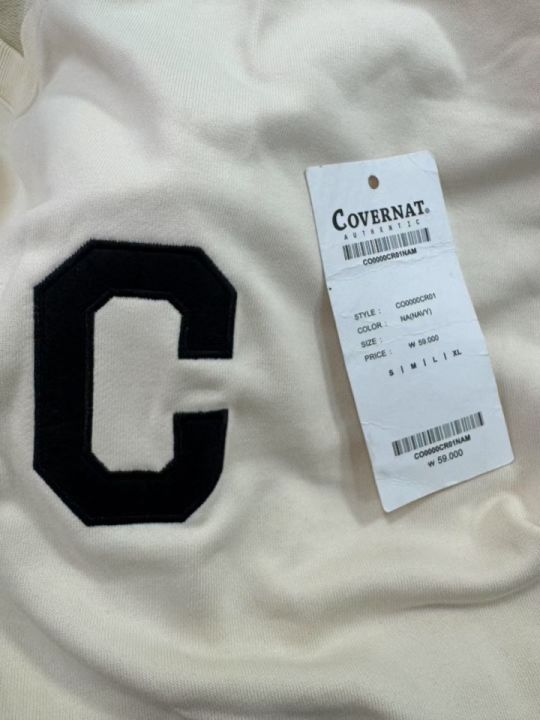 C
COVERNAT®
AUTHENTIC
CO0000CR01NAM
STYLE : CO0000CR01
COLOR : NA(NAVY)
SIZE :
PRICE : ₩ 59.000
S | M | L | XL
CO0000CR01NAM
₩ 59.000